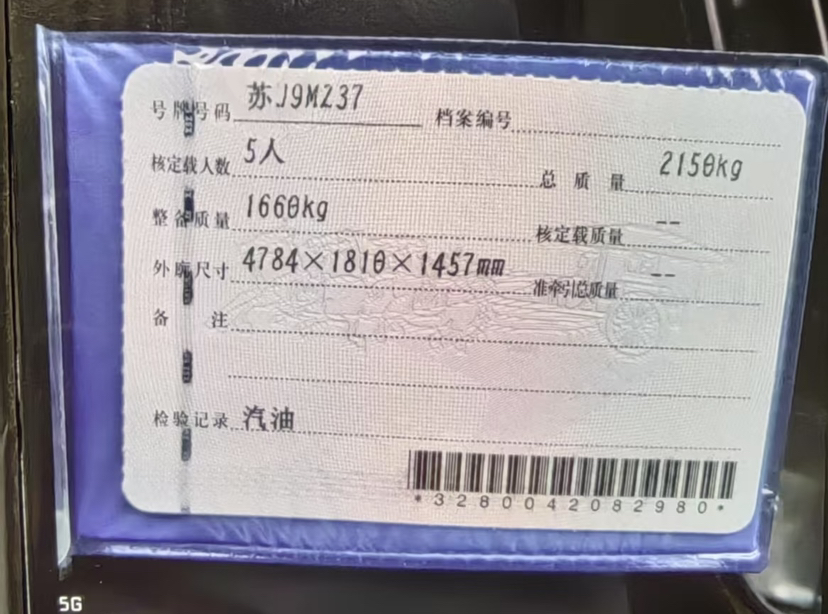 号牌号码 苏J9MZ37 档案编号
核定载人数 5人 总质量 2150kg
整备质量 1660kg 核定载质量 --
外廓尺寸 4784×1810×1457mm 准牵引总质量 --
备注
检验记录 汽油
*3280042082980*
5G